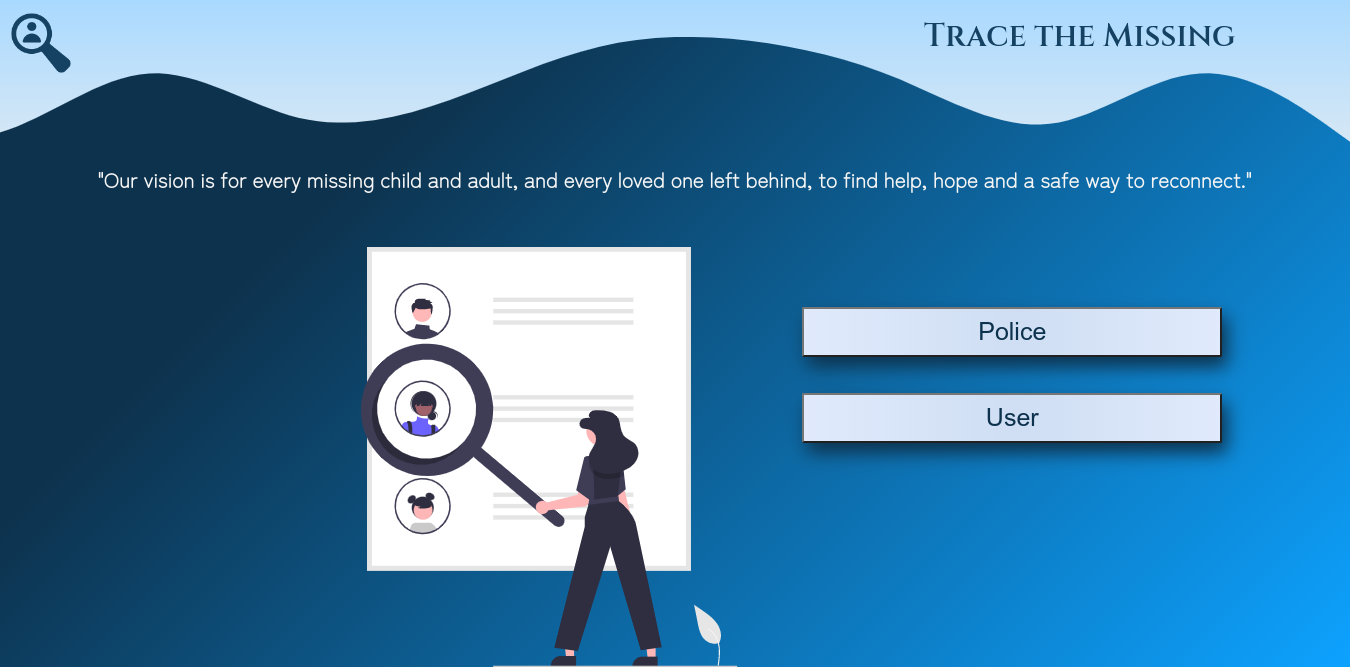 Trace the Missing
"Our vision is for every missing child and adult, and every loved one left behind, to find help, hope and a safe way to reconnect."
Police
User